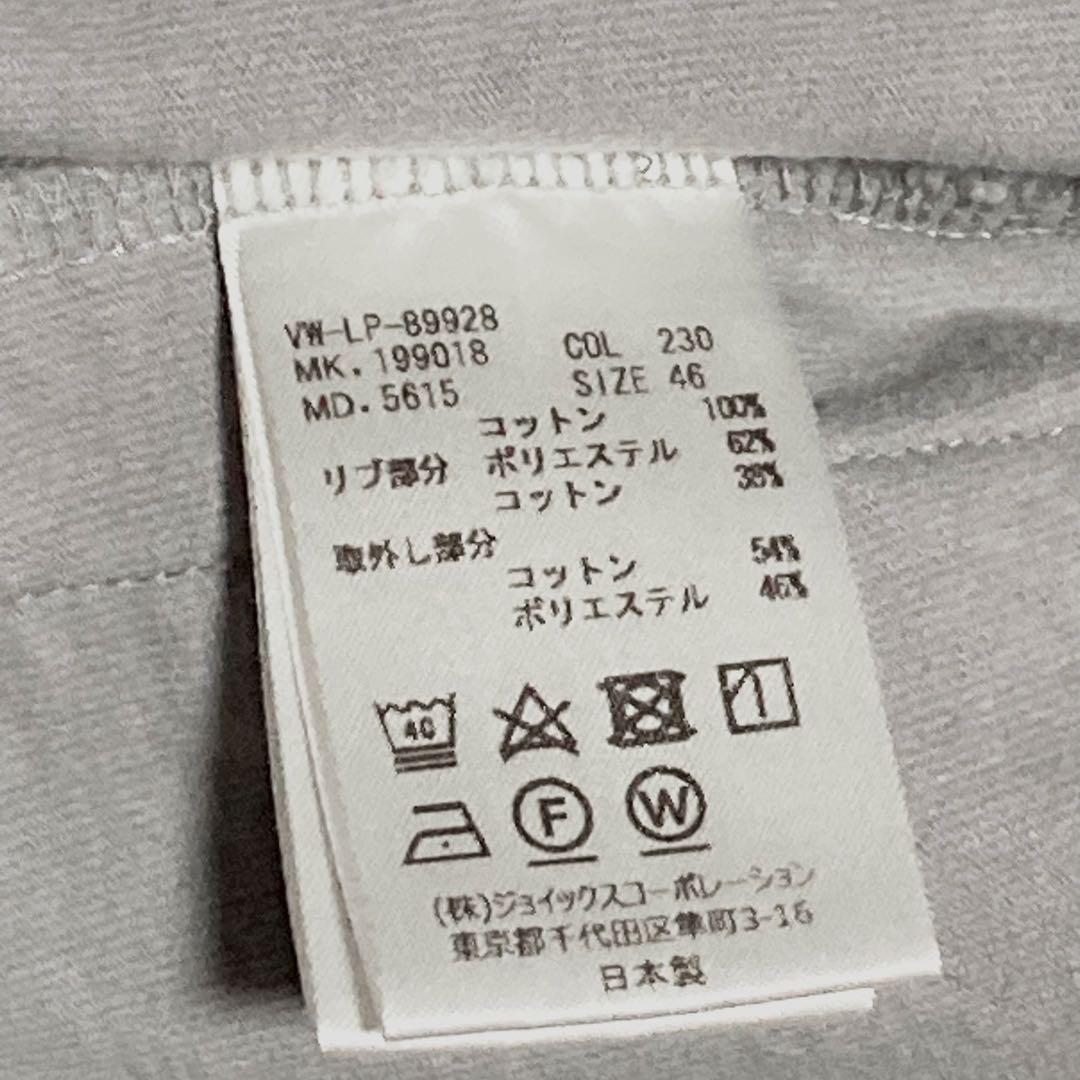 VW-LP-89928
MK. 199018 COL 230
MD. 5615 SIZE 46
コットン 100%
リブ部分 ポリエステル 62%
コットン 38%
取外し部分
コットン 54%
ポリエステル 46%
40
F W
(株)ジョイックスコーポレーション
東京都千代田区隼町3-16
日本製